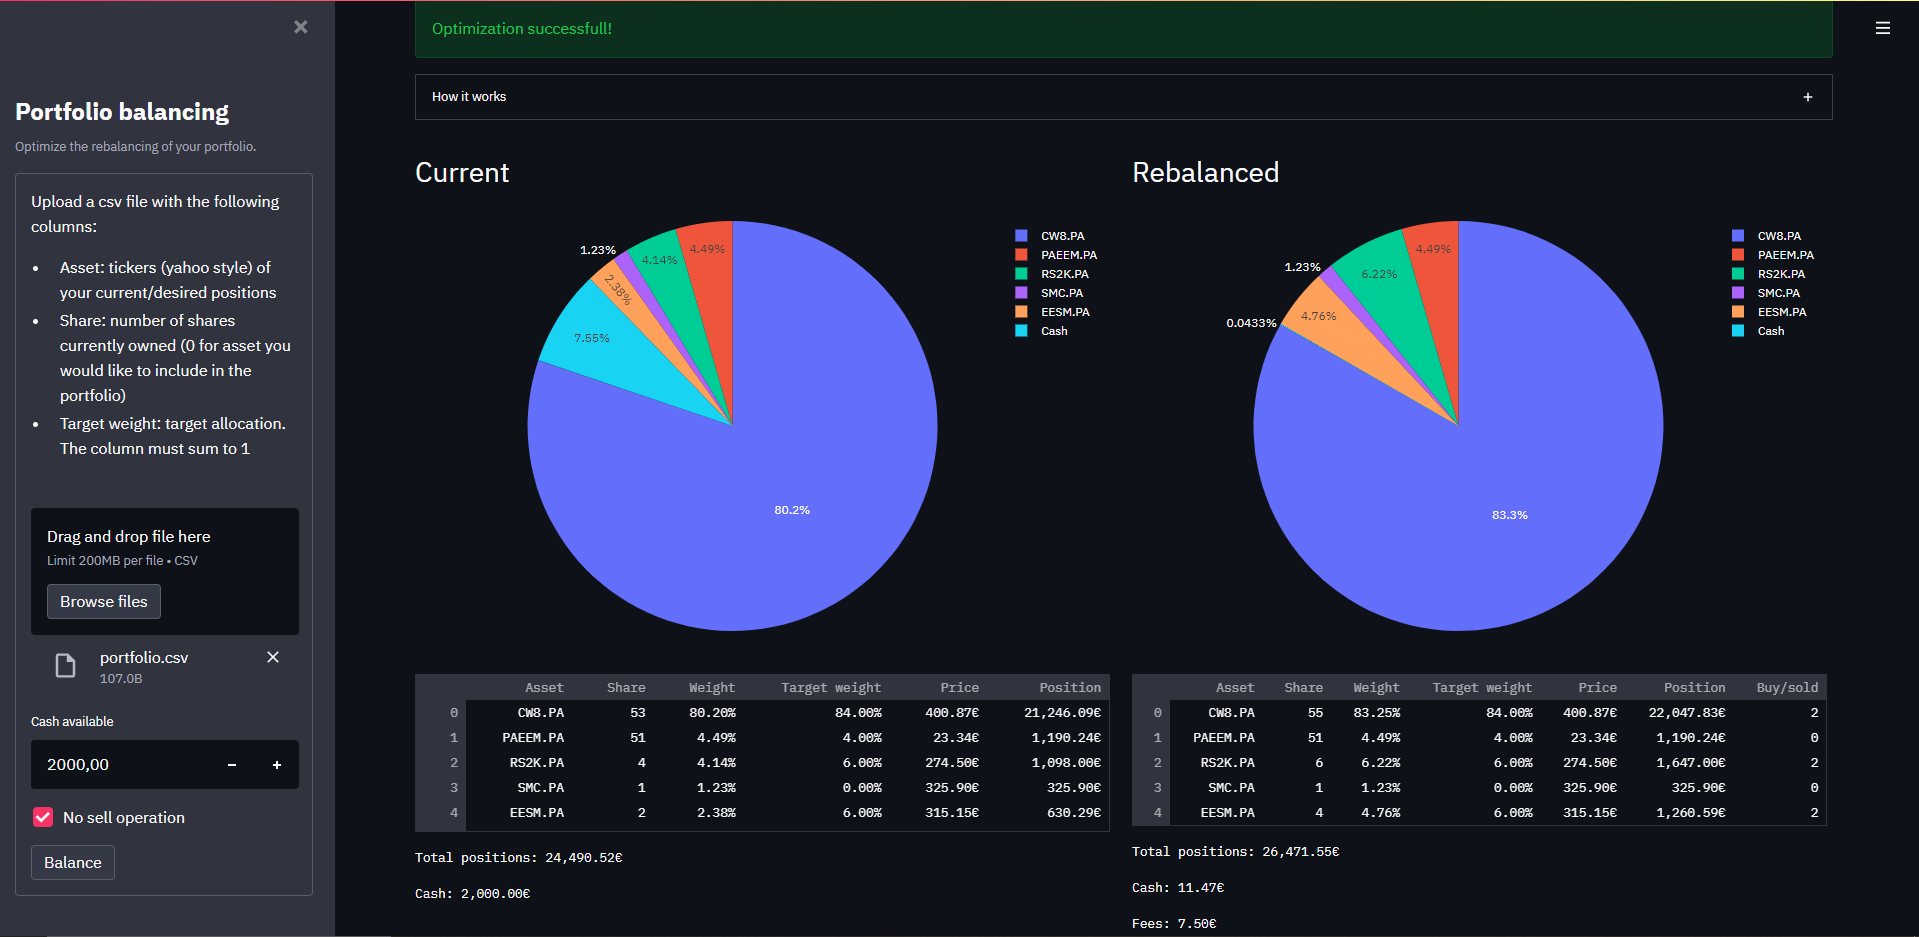 Portfolio balancing
Optimize the rebalancing of your portfolio.
Upload a csv file with the following
columns:
• Asset: tickers (yahoo style) of
your current/desired positions
• Share: number of shares
currently owned (0 for asset you
would like to include in the
portfolio)
• Target weight: target allocation.
The column must sum to 1
Drag and drop file here
Limit 200MB per file • CSV
Browse files
portfolio.csv
107.0B
Cash available
2000,00 − +
No sell operation
Balance
Optimization successfull!
How it works +
Current
4.49%
4.14%
1.23%
2.38%
7.55%
80.2%
CW8.PA
PAEEM.PA
RS2K.PA
SMC.PA
EESM.PA
Cash
Asset Share Weight Target weight Price Position
0 CW8.PA 53 80.20% 84.00% 400.87€ 21,246.09€
1 PAEEM.PA 51 4.49% 4.00% 23.34€ 1,190.24€
2 RS2K.PA 4 4.14% 6.00% 274.50€ 1,098.00€
3 SMC.PA 1 1.23% 0.00% 325.90€ 325.90€
4 EESM.PA 2 2.38% 6.00% 315.15€ 630.29€
Total positions: 24,490.52€
Cash: 2,000.00€
Rebalanced
4.49%
6.22%
1.23%
4.76%
0.0433%
83.3%
CW8.PA
PAEEM.PA
RS2K.PA
SMC.PA
EESM.PA
Cash
Asset Share Weight Target weight Price Position Buy/sold
0 CW8.PA 55 83.25% 84.00% 400.87€ 22,047.83€ 2
1 PAEEM.PA 51 4.49% 4.00% 23.34€ 1,190.24€ 0
2 RS2K.PA 6 6.22% 6.00% 274.50€ 1,647.00€ 2
3 SMC.PA 1 1.23% 0.00% 325.90€ 325.90€ 0
4 EESM.PA 4 4.76% 6.00% 315.15€ 1,260.59€ 2
Total positions: 26,471.55€
Cash: 11.47€
Fees: 7.50€